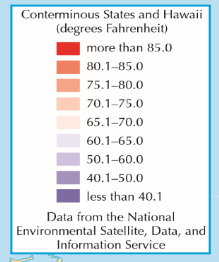 Conterminous States and Hawaii
(degrees Fahrenheit)
more than 85.0
80.1–85.0
75.1–80.0
70.1–75.0
65.1–70.0
60.1–65.0
50.1–60.0
40.1–50.0
less than 40.1
Data from the National
Environmental Satellite, Data, and
Information Service